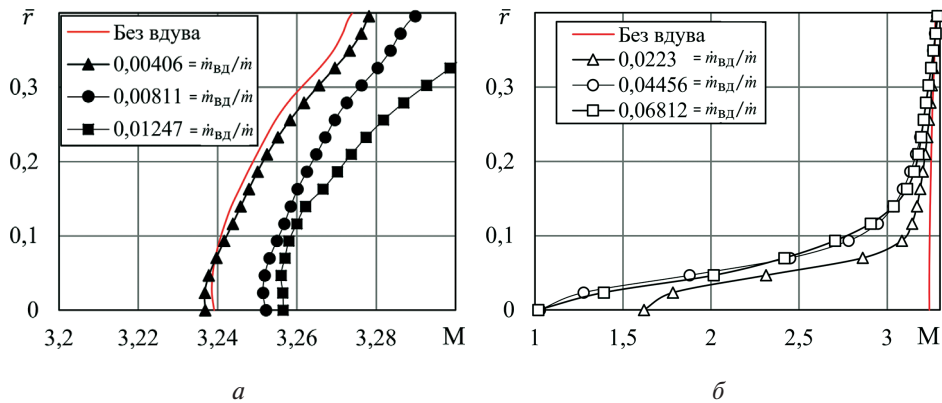 r̄
0,3
0,2
0,1
0
Без вдува
0,00406 = ṁвд/ṁ
0,00811 = ṁвд/ṁ
0,01247 = ṁвд/ṁ
3,2 3,22 3,24 3,26 3,28 М
а
r̄
0,3
0,2
0,1
0
Без вдува
0,0223 = ṁвд/ṁ
0,04456 = ṁвд/ṁ
0,06812 = ṁвд/ṁ
1 1,5 2 2,5 3 М
б